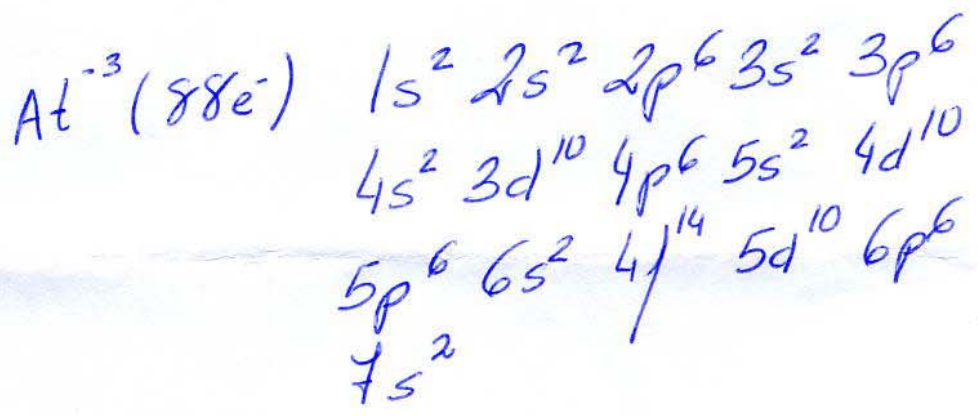 At⁻³ (88e⁻) 1s² 2s² 2p⁶ 3s² 3p⁶
4s² 3d¹⁰ 4p⁶ 5s² 4d¹⁰
5p⁶ 6s² 4f¹⁴ 5d¹⁰ 6p⁶
7s²